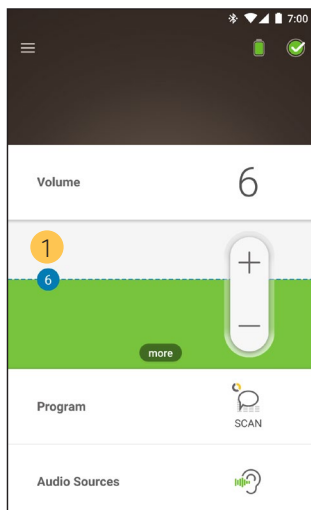 7:00
Volume
6
1
6
more
Program
SCAN
Audio Sources